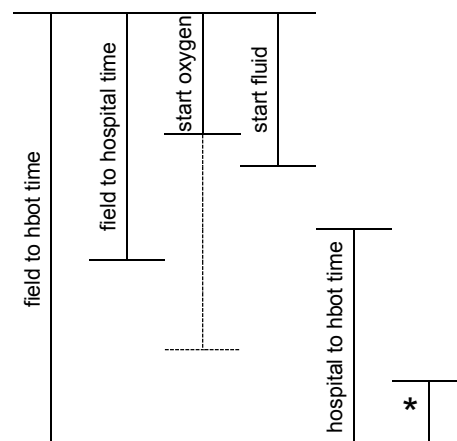 field to hbot time
field to hospital time
start oxygen
start fluid
hospital to hbot time
*